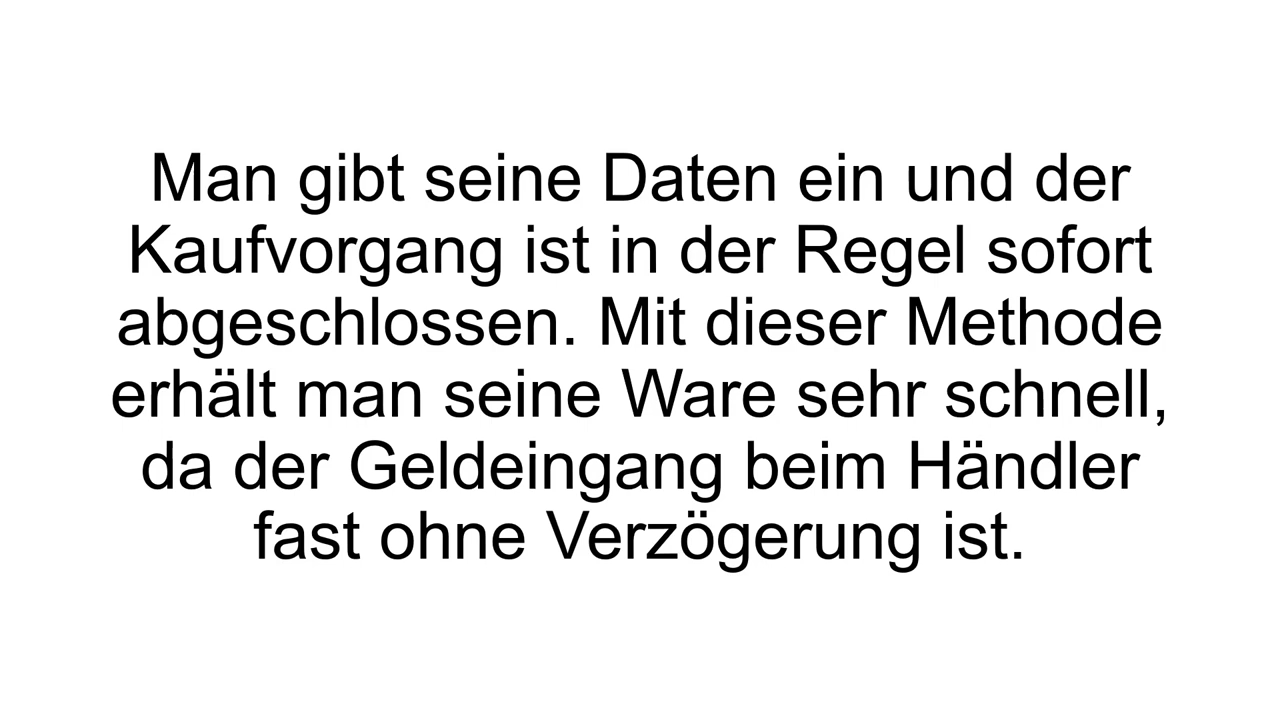 Man gibt seine Daten ein und der
Kaufvorgang ist in der Regel sofort
abgeschlossen. Mit dieser Methode
erhält man seine Ware sehr schnell,
da der Geldeingang beim Händler
fast ohne Verzögerung ist.